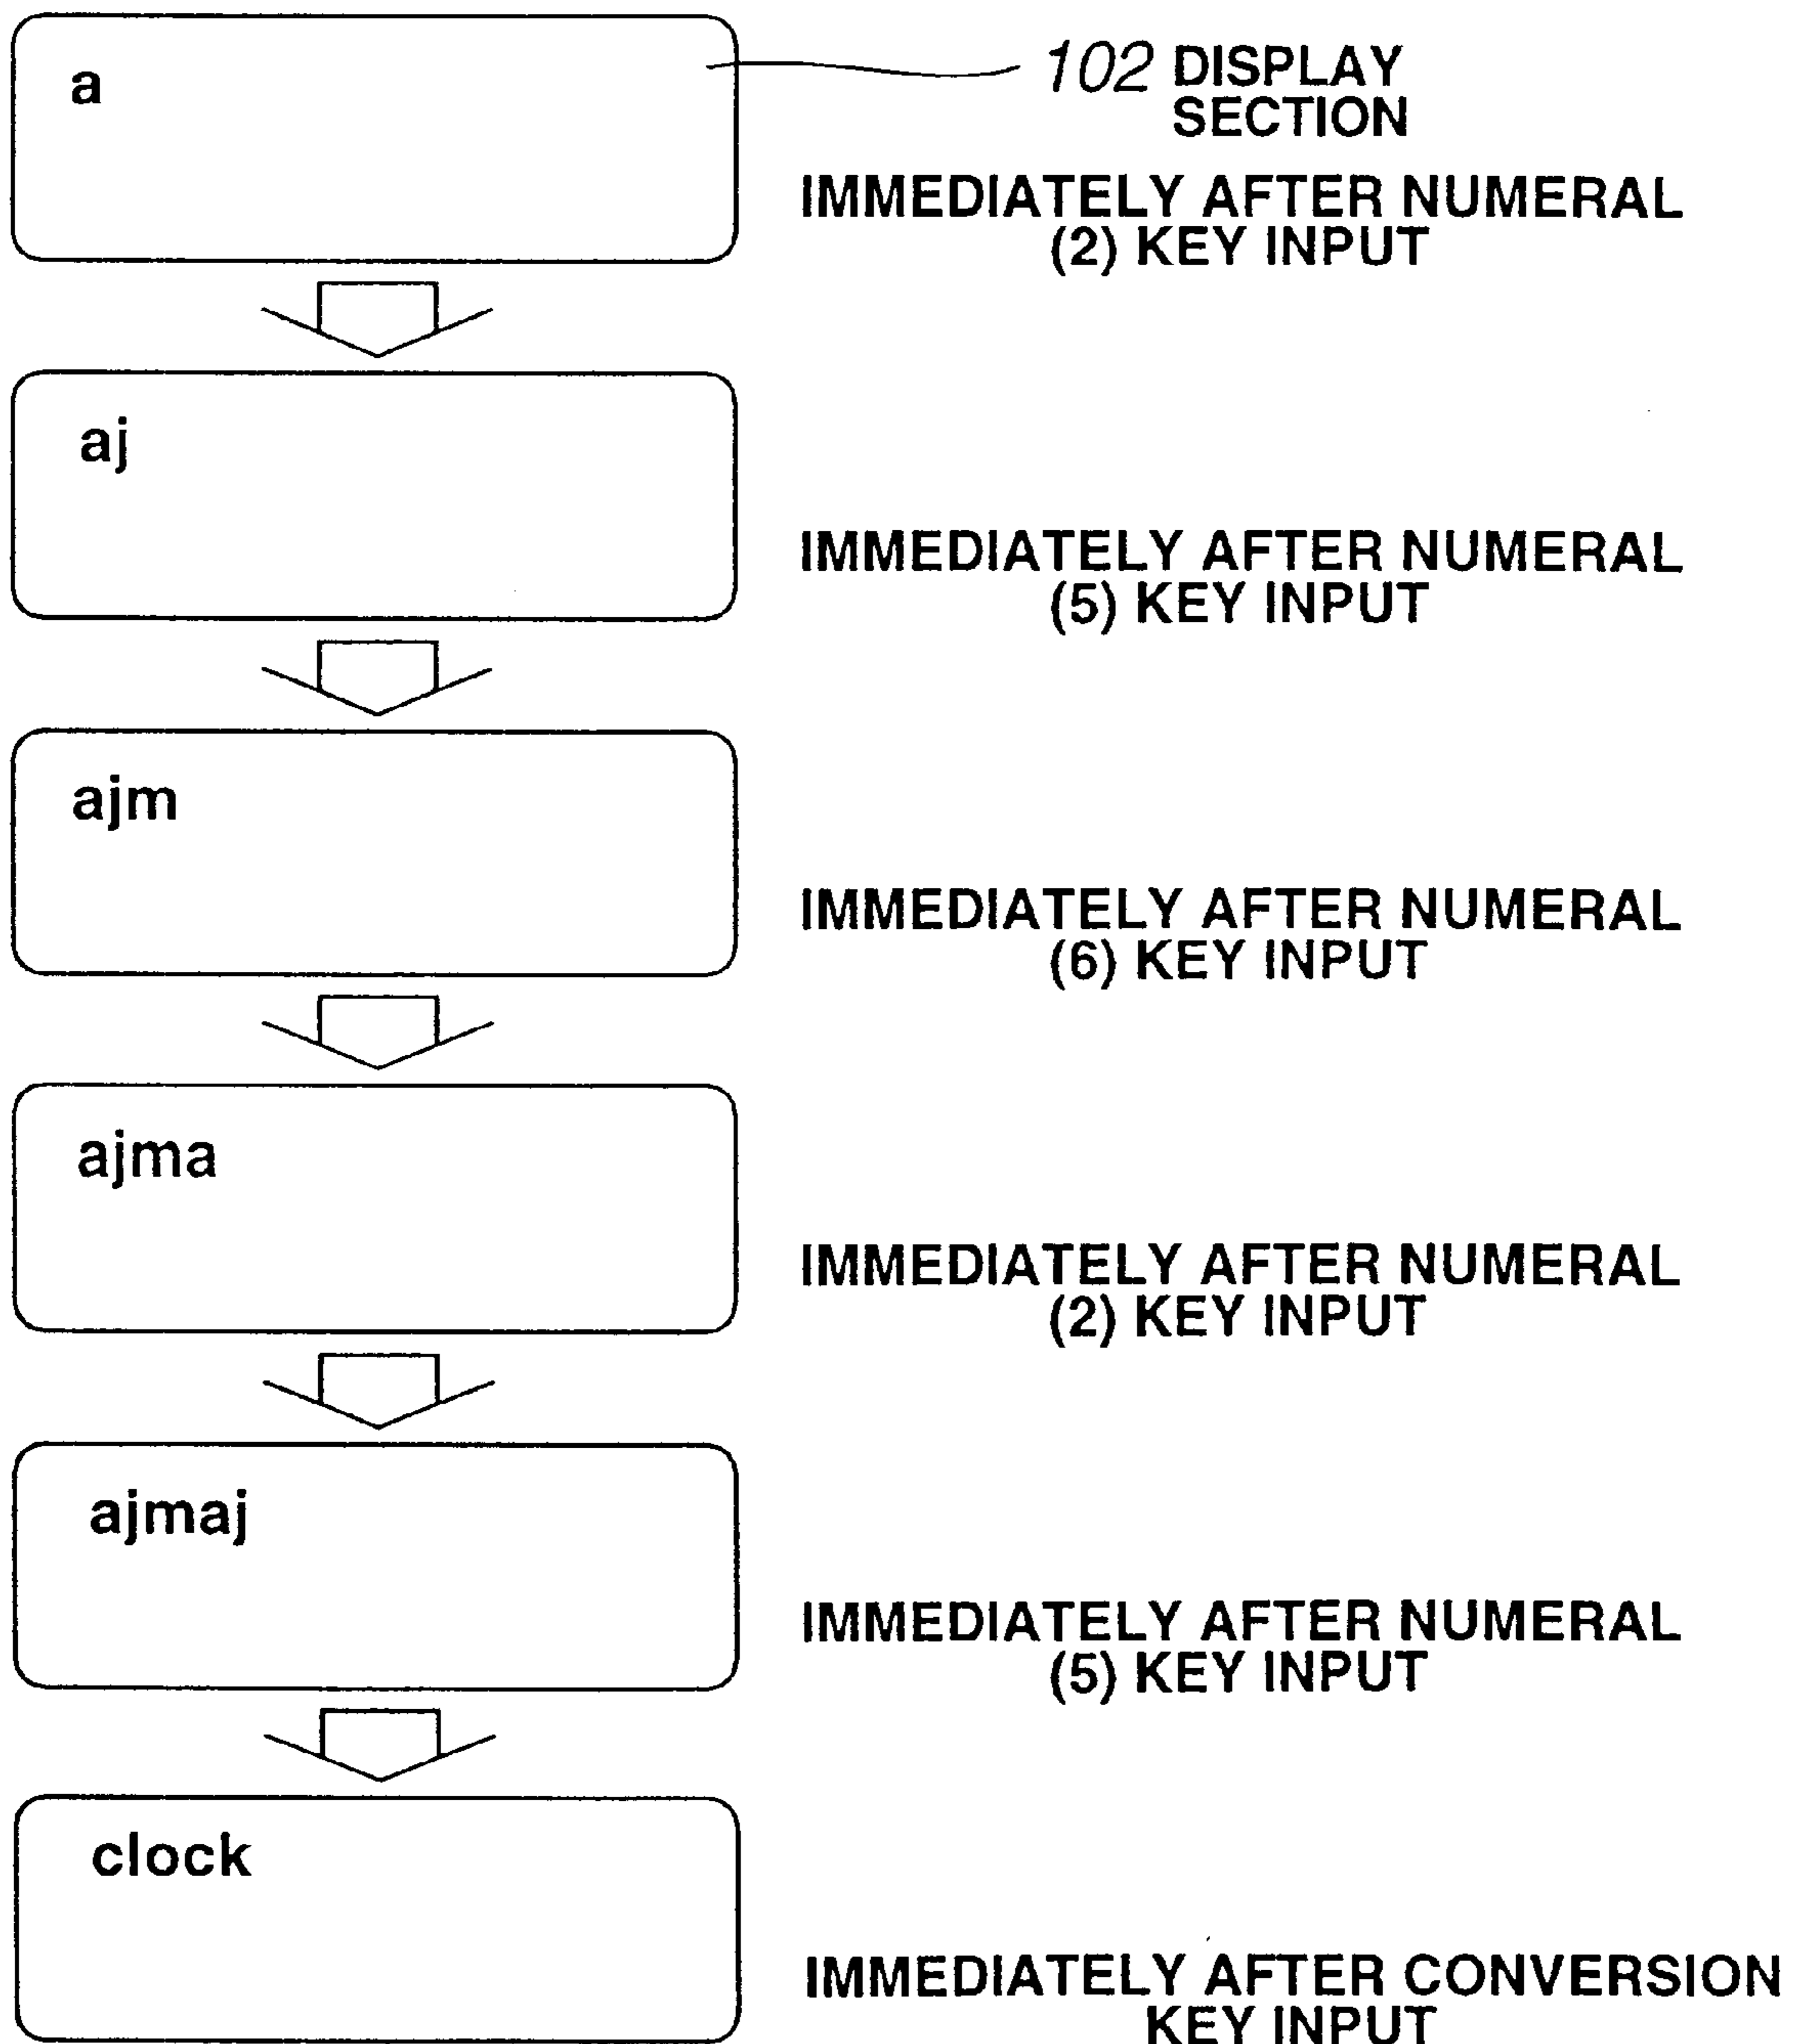 a
102 DISPLAY
SECTION
IMMEDIATELY AFTER NUMERAL
(2) KEY INPUT
aj
IMMEDIATELY AFTER NUMERAL
(5) KEY INPUT
ajm
IMMEDIATELY AFTER NUMERAL
(6) KEY INPUT
ajma
IMMEDIATELY AFTER NUMERAL
(2) KEY INPUT
ajmaj
IMMEDIATELY AFTER NUMERAL
(5) KEY INPUT
clock
IMMEDIATELY AFTER CONVERSION
KEY INPUT